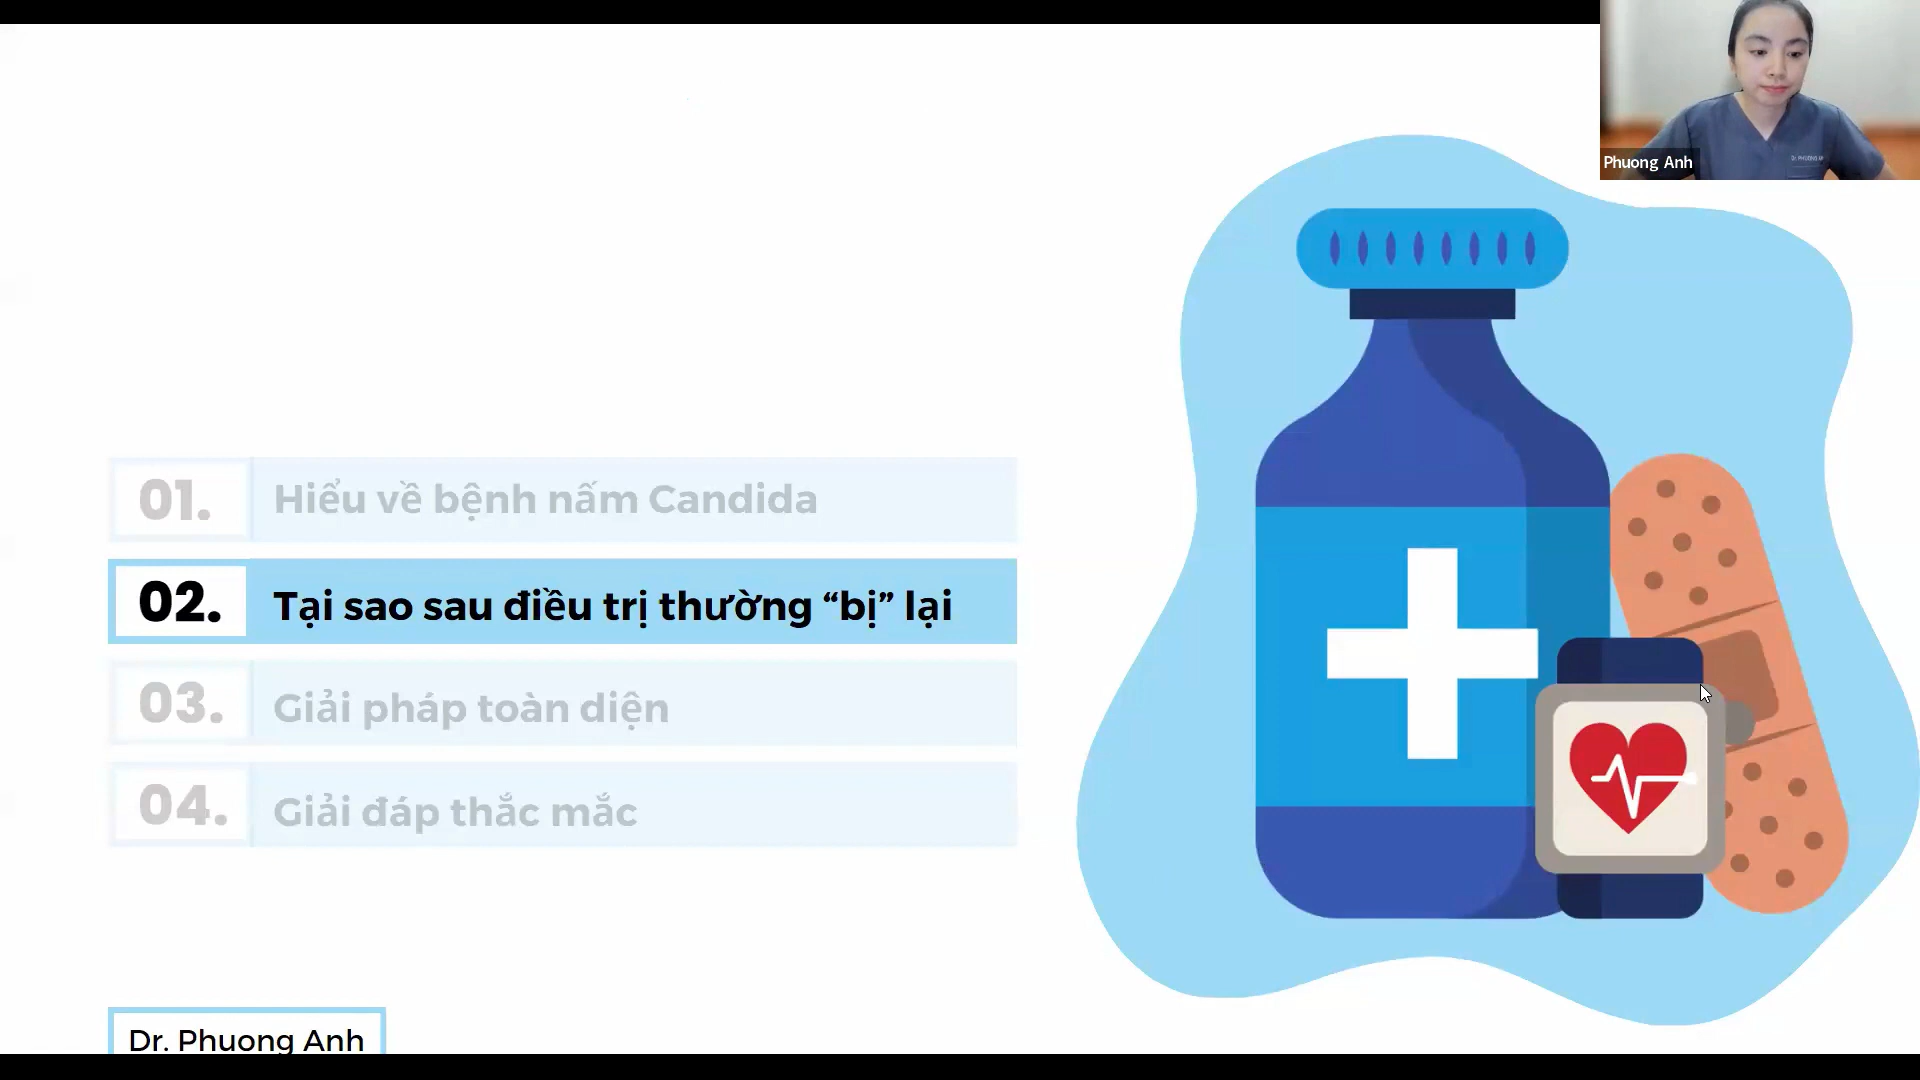 Phuong Anh
01. Hiểu về bệnh nấm Candida
02. Tại sao sau điều trị thường “bị” lại
03. Giải pháp toàn diện
04. Giải đáp thắc mắc
Dr. Phuong Anh